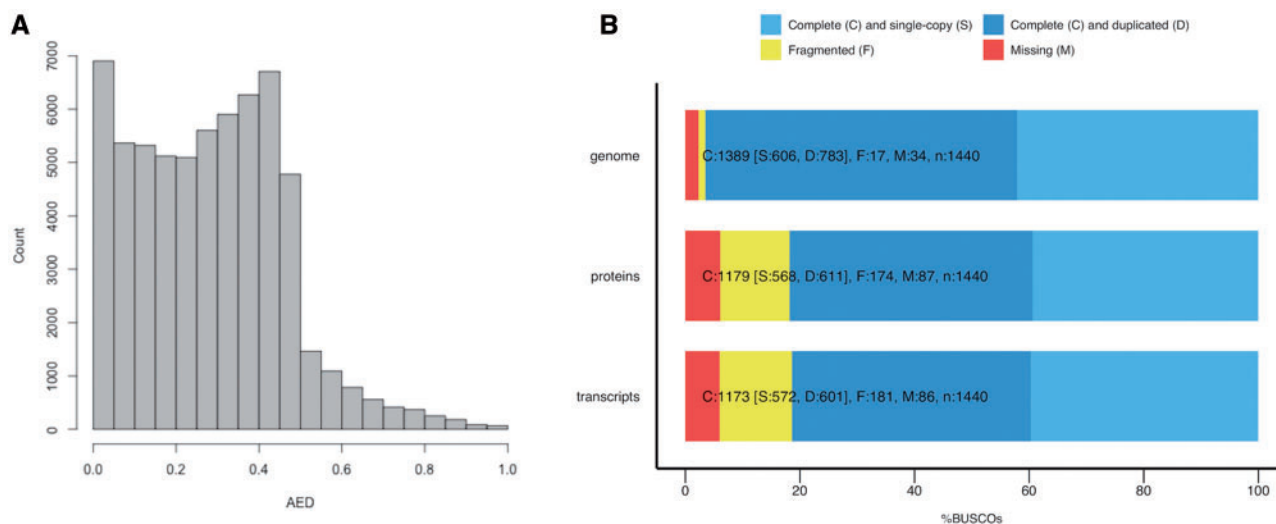 A
7000
6000
5000
4000
3000
2000
1000
0
Count
0.0 0.2 0.4 0.6 0.8 1.0
AED
B
Complete (C) and single-copy (S) Complete (C) and duplicated (D)
Fragmented (F) Missing (M)
genome C:1389 [S:606, D:783], F:17, M:34, n:1440
proteins C:1179 [S:568, D:611], F:174, M:87, n:1440
transcripts C:1173 [S:572, D:601], F:181, M:86, n:1440
0 20 40 60 80 100
%BUSCOs